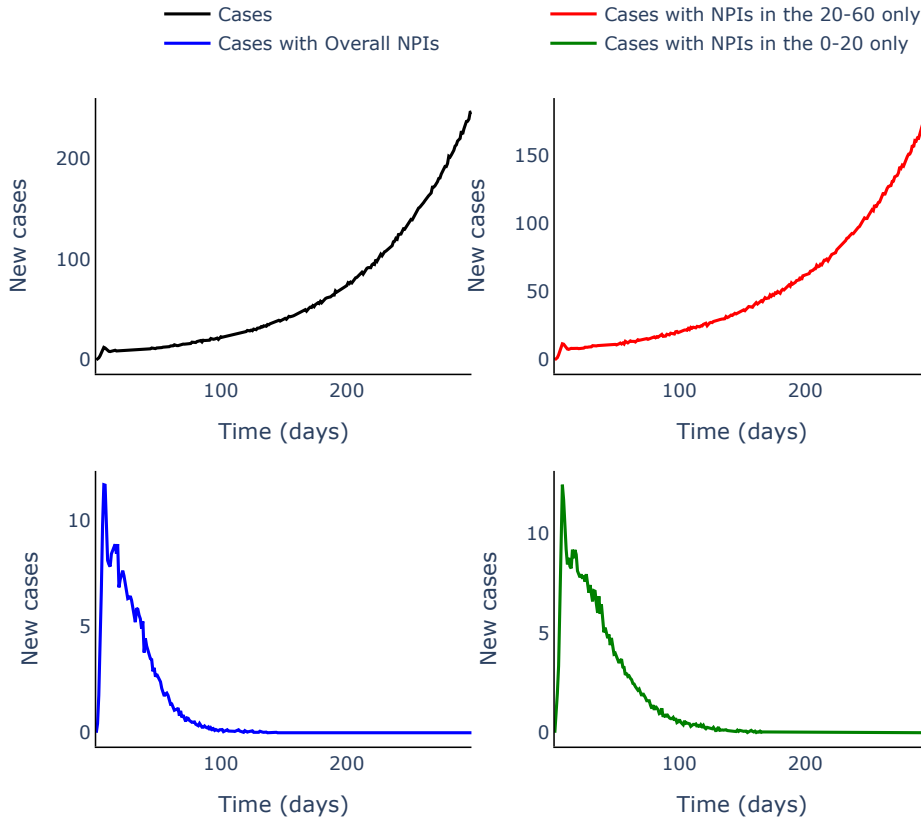 Cases
Cases with Overall NPIs
Cases with NPIs in the 20-60 only
Cases with NPIs in the 0-20 only
200
100
0
New cases
100
200
Time (days)
150
100
50
0
New cases
100
200
Time (days)
10
5
0
New cases
100
200
Time (days)
10
5
0
New cases
100
200
Time (days)